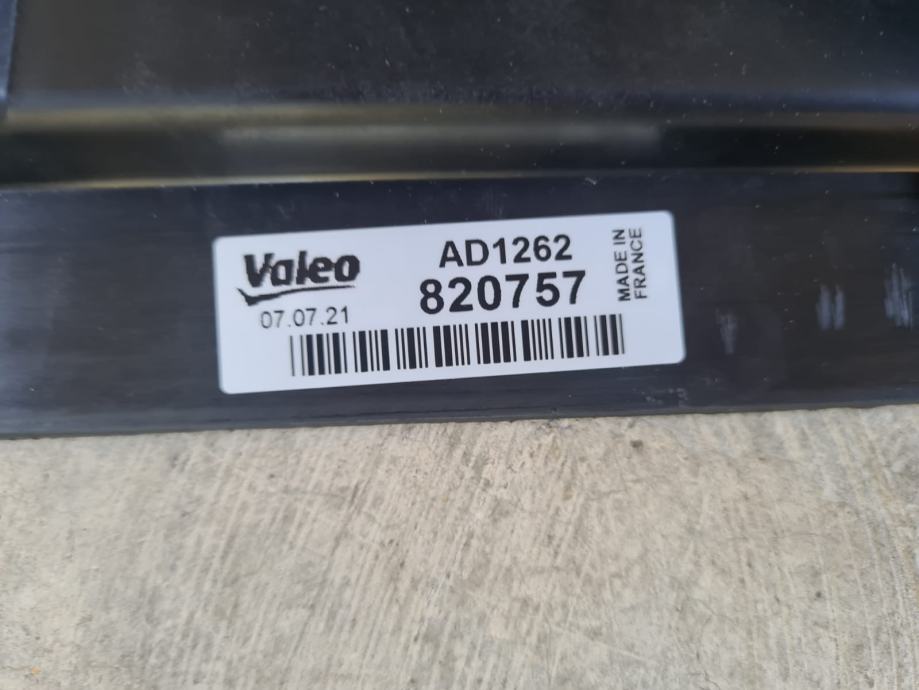 Valeo
AD1262
820757
07.07.21
MADE IN
FRANCE